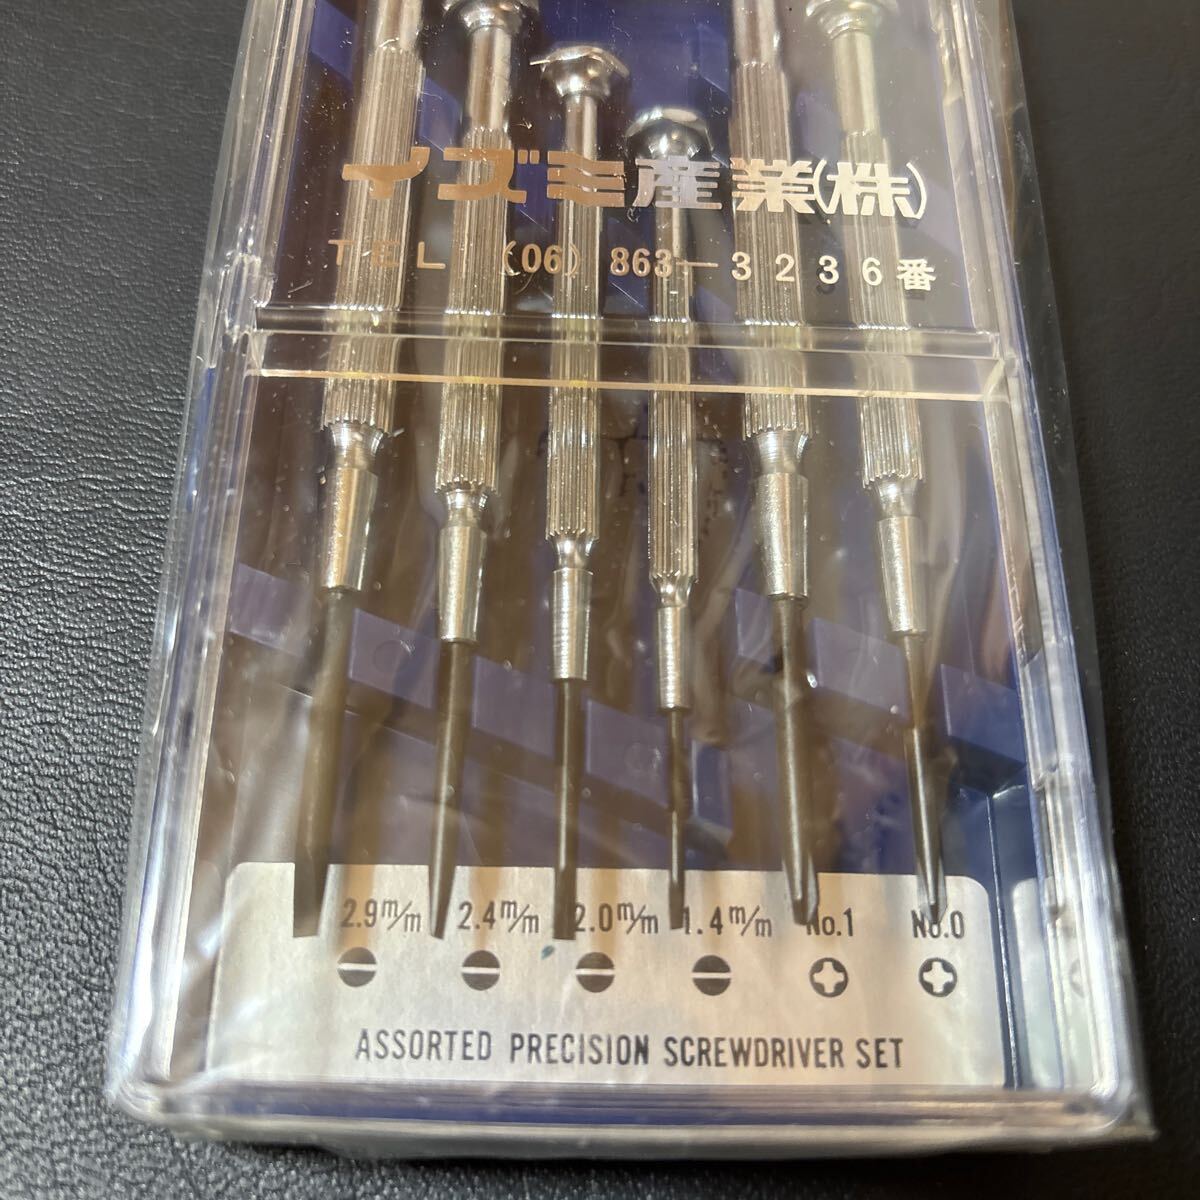 イズミ産業(株)
TEL (06) 863-3236番
2.9m/m 2.4m/m 2.0m/m 1.4m/m No.1 No.0
ASSORTED PRECISION SCREWDRIVER SET